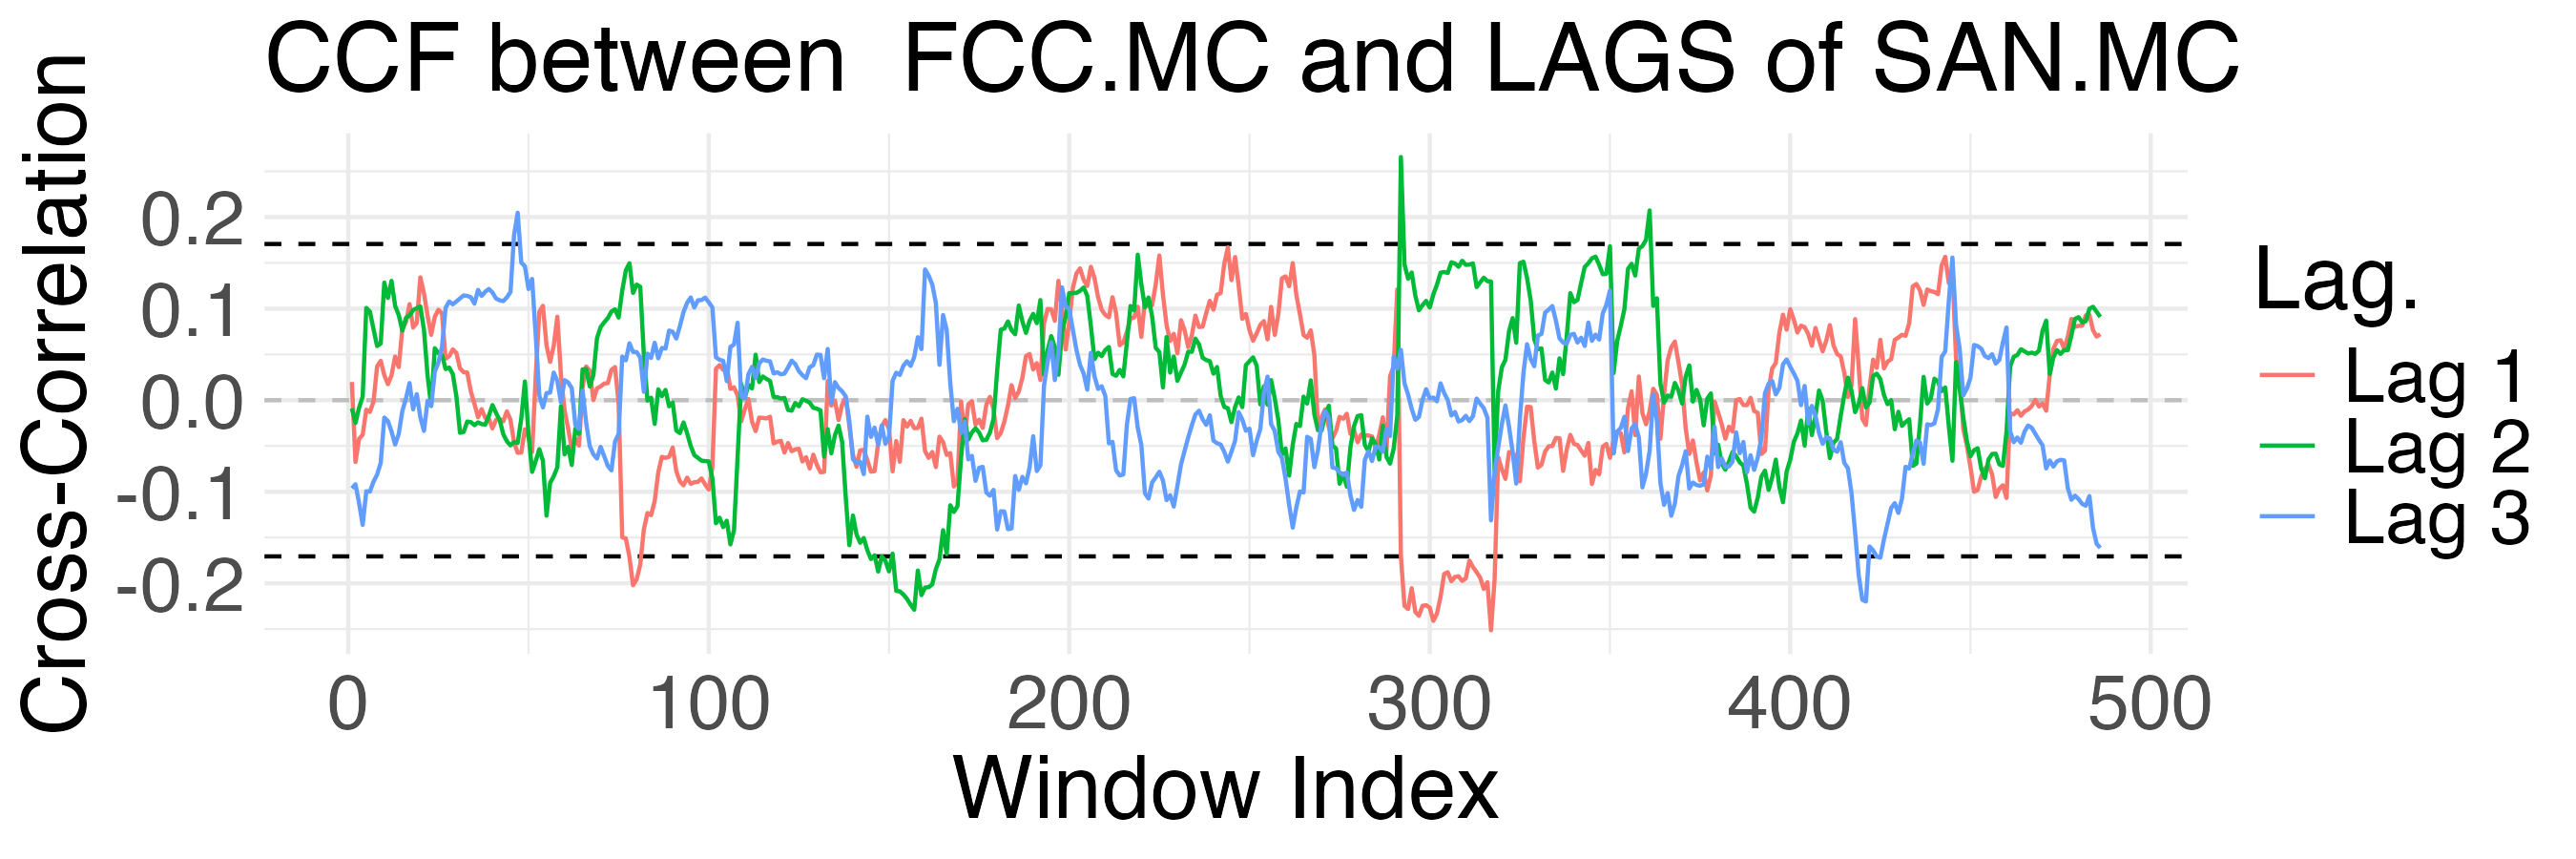 CCF between  FCC.MC and LAGS of SAN.MC
Cross-Correlation
0.2
0.1
0.0
-0.1
-0.2
0 100 200 300 400 500
Window Index
Lag.
Lag 1
Lag 2
Lag 3